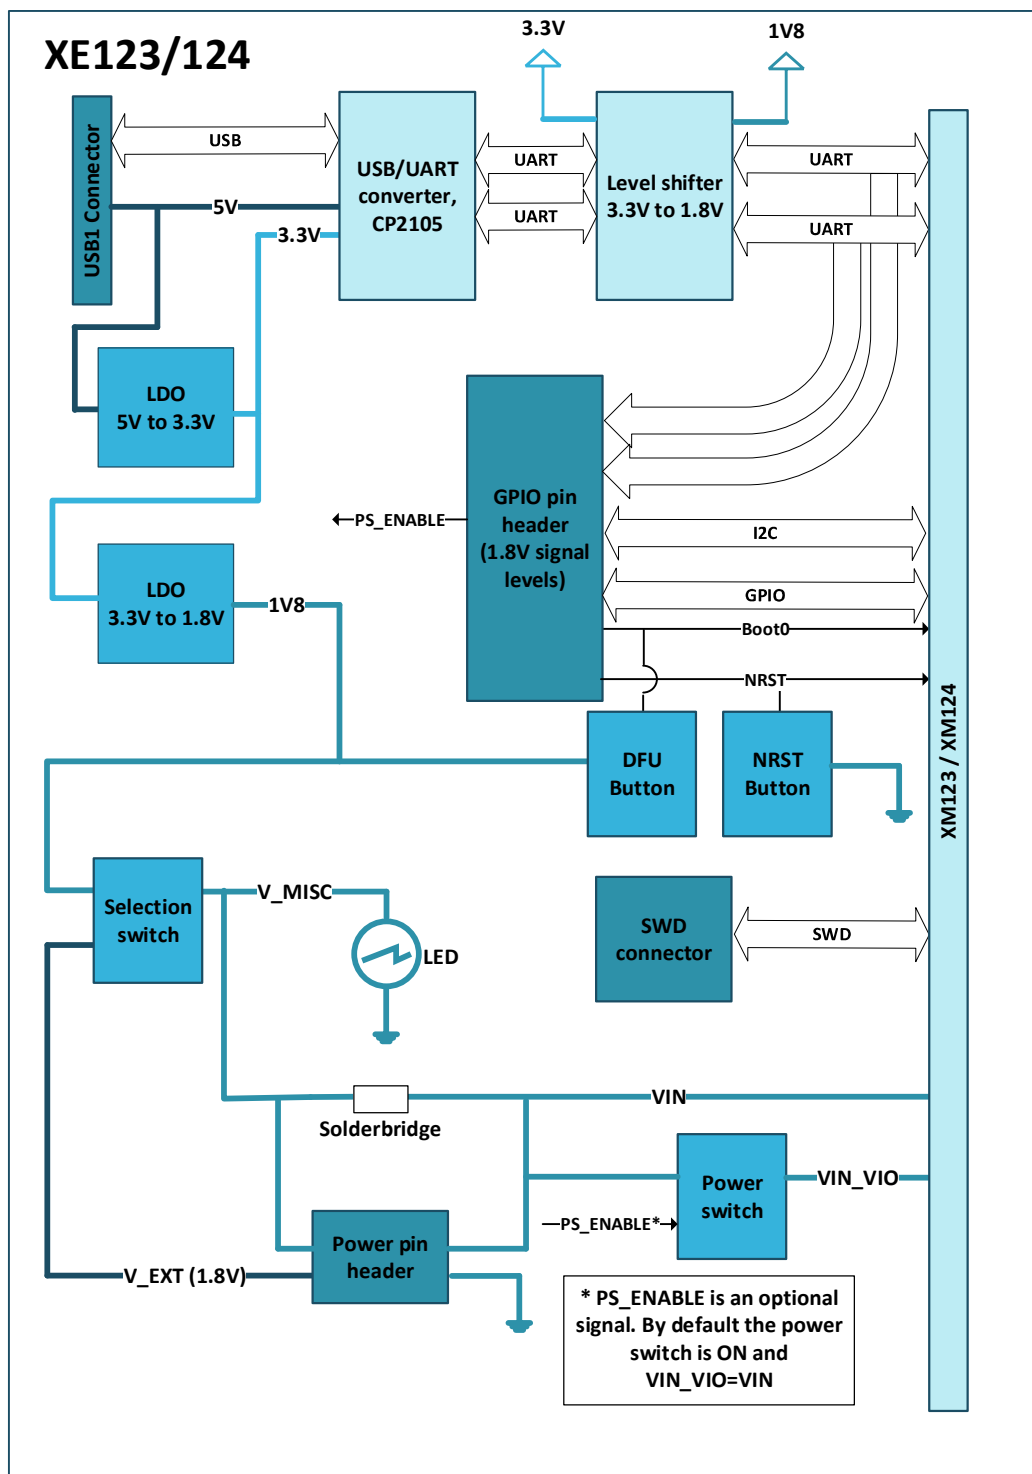 XE123/124
3.3V
1V8
USB1 Connector
USB
5V
3.3V
USB/UART
converter,
CP2105
UART
UART
Level shifter
3.3V to 1.8V
UART
UART
LDO
5V to 3.3V
GPIO pin
header
(1.8V signal
levels)
PS_ENABLE
I2C
GPIO
Boot0
NRST
LDO
3.3V to 1.8V
1V8
DFU
Button
NRST
Button
XM123 / XM124
Selection
switch
V_MISC
LED
SWD
connector
SWD
Solderbridge
VIN
Power
switch
VIN_VIO
PS_ENABLE*
Power pin
header
V_EXT (1.8V)
* PS_ENABLE is an optional
signal. By default the power
switch is ON and
VIN_VIO=VIN